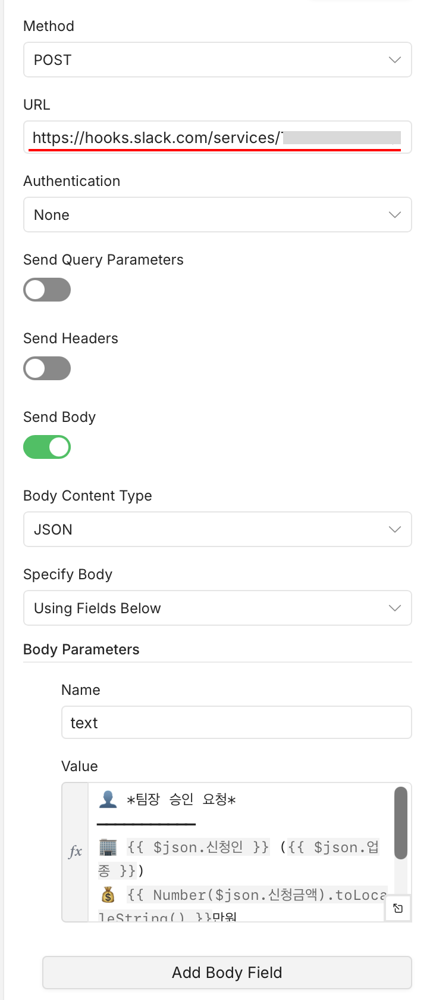 Method
POST
URL
https://hooks.slack.com/services/
Authentication
None
Send Query Parameters
Send Headers
Send Body
Body Content Type
JSON
Specify Body
Using Fields Below
Body Parameters
Name
text
Value
fx
👤 *팀장 승인 요청*
━━━━━━━━━━━
🏢 {{ $json.신청인 }} ({{ $json.업
종 }})
💰 {{ Number($json.신청금액).toLoca
leString() }}만원
Add Body Field